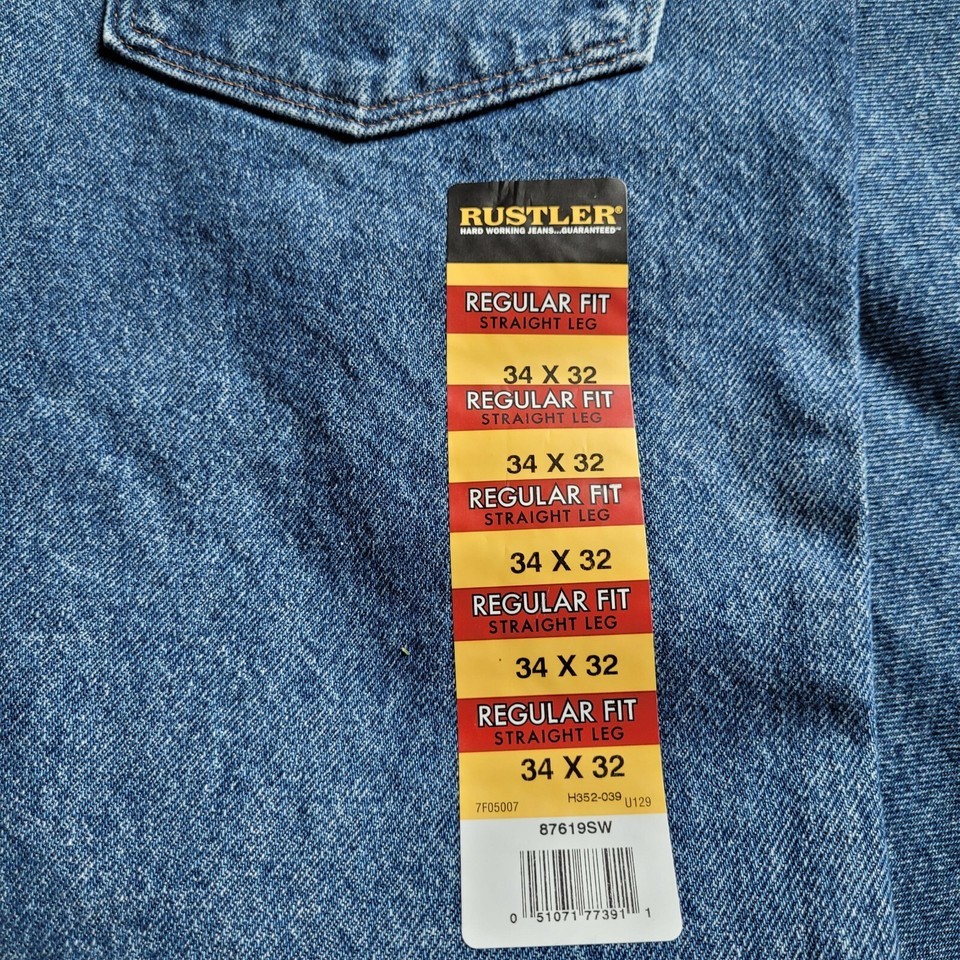 RUSTLER®
HARD WORKING JEANS...GUARANTEED™
REGULAR FIT
STRAIGHT LEG
34 X 32
REGULAR FIT
STRAIGHT LEG
34 X 32
REGULAR FIT
STRAIGHT LEG
34 X 32
REGULAR FIT
STRAIGHT LEG
34 X 32
REGULAR FIT
STRAIGHT LEG
34 X 32
7F05007 H352-039 U129
87619SW
0 51071 77391 1